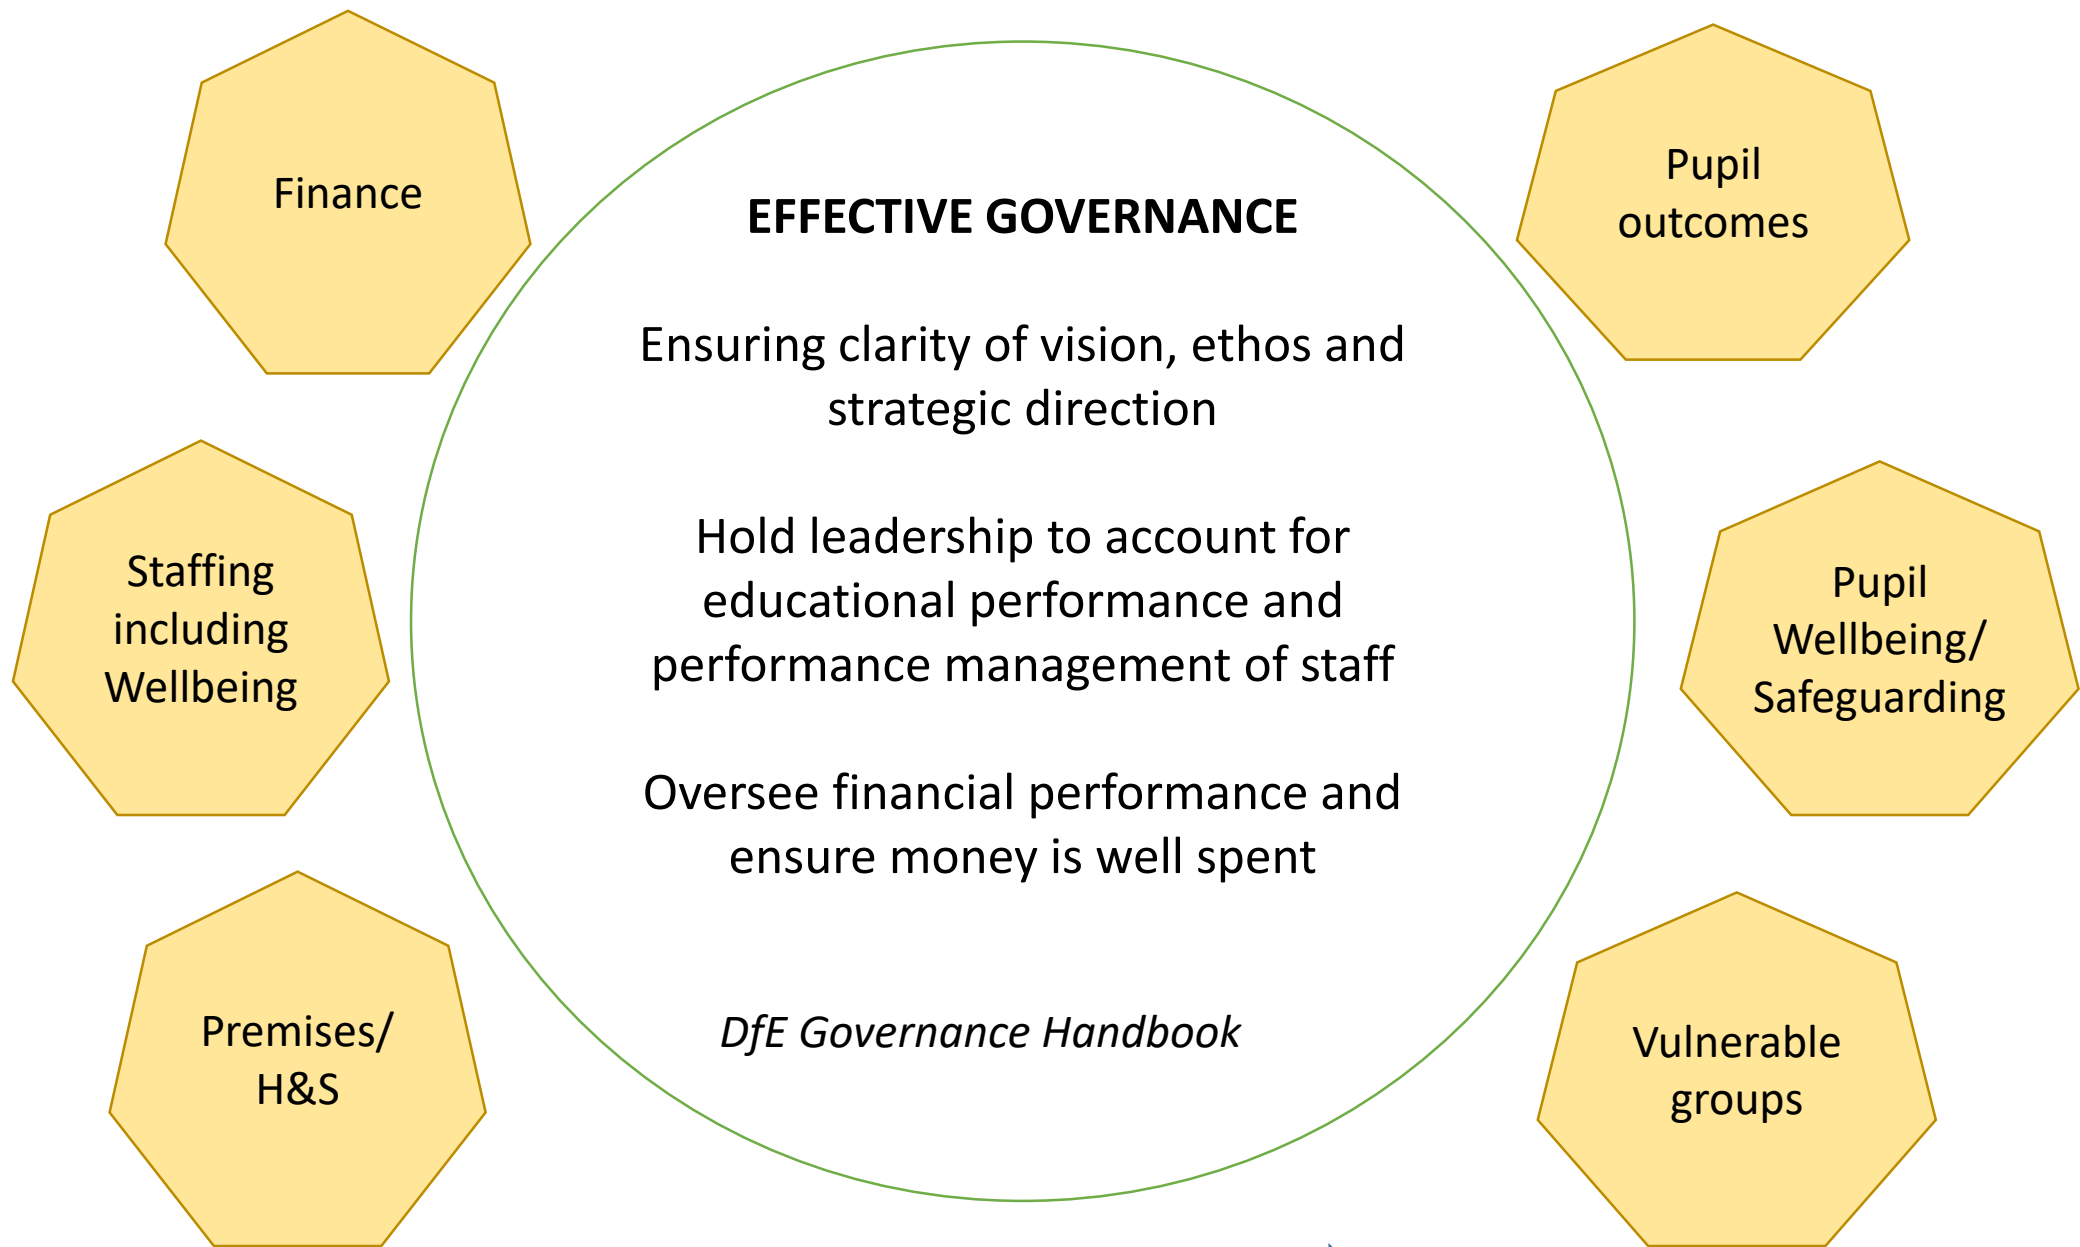 Finance
Staffing
including
Wellbeing
Premises/
H&S
EFFECTIVE GOVERNANCE
Ensuring clarity of vision, ethos and
strategic direction
Hold leadership to account for
educational performance and
performance management of staff
Oversee financial performance and
ensure money is well spent
DfE Governance Handbook
Pupil
outcomes
Pupil
Wellbeing/
Safeguarding
Vulnerable
groups